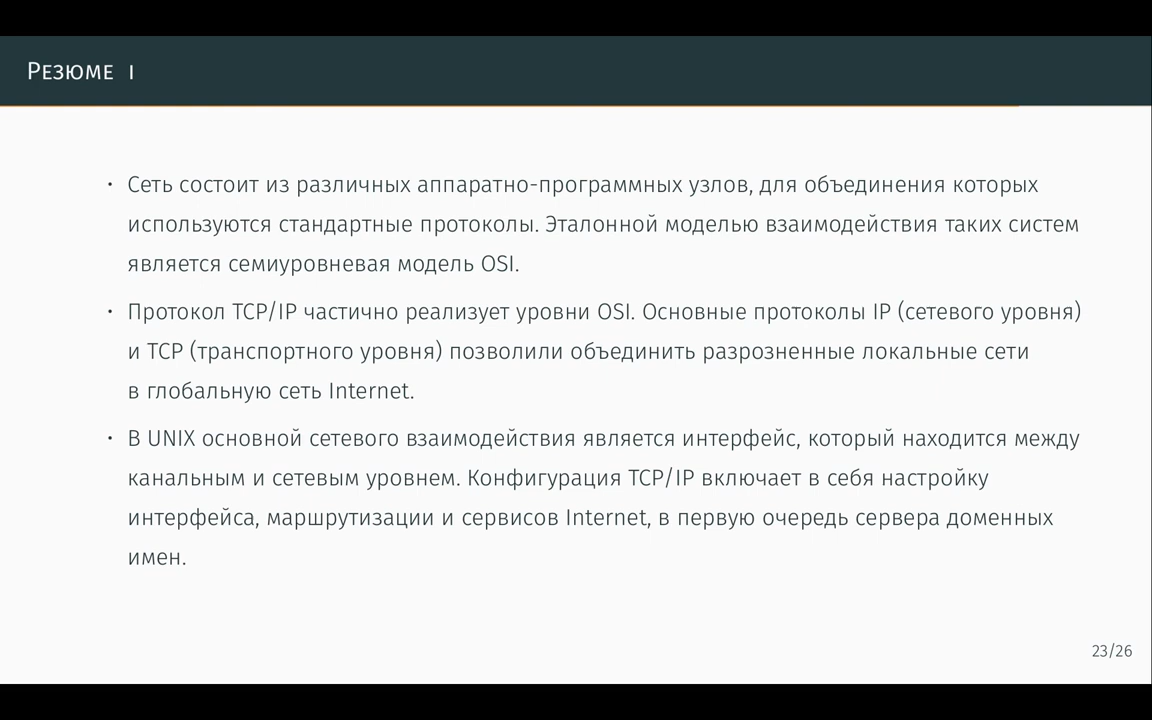 Резюме I
• Сеть состоит из различных аппаратно-программных узлов, для объединения которых
используются стандартные протоколы. Эталонной моделью взаимодействия таких систем
является семиуровневая модель OSI.
• Протокол TCP/IP частично реализует уровни OSI. Основные протоколы IP (сетевого уровня)
и TCP (транспортного уровня) позволили объединить разрозненные локальные сети
в глобальную сеть Internet.
• В UNIX основной сетевого взаимодействия является интерфейс, который находится между
канальным и сетевым уровнем. Конфигурация TCP/IP включает в себя настройку
интерфейса, маршрутизации и сервисов Internet, в первую очередь сервера доменных
имен.
23/26